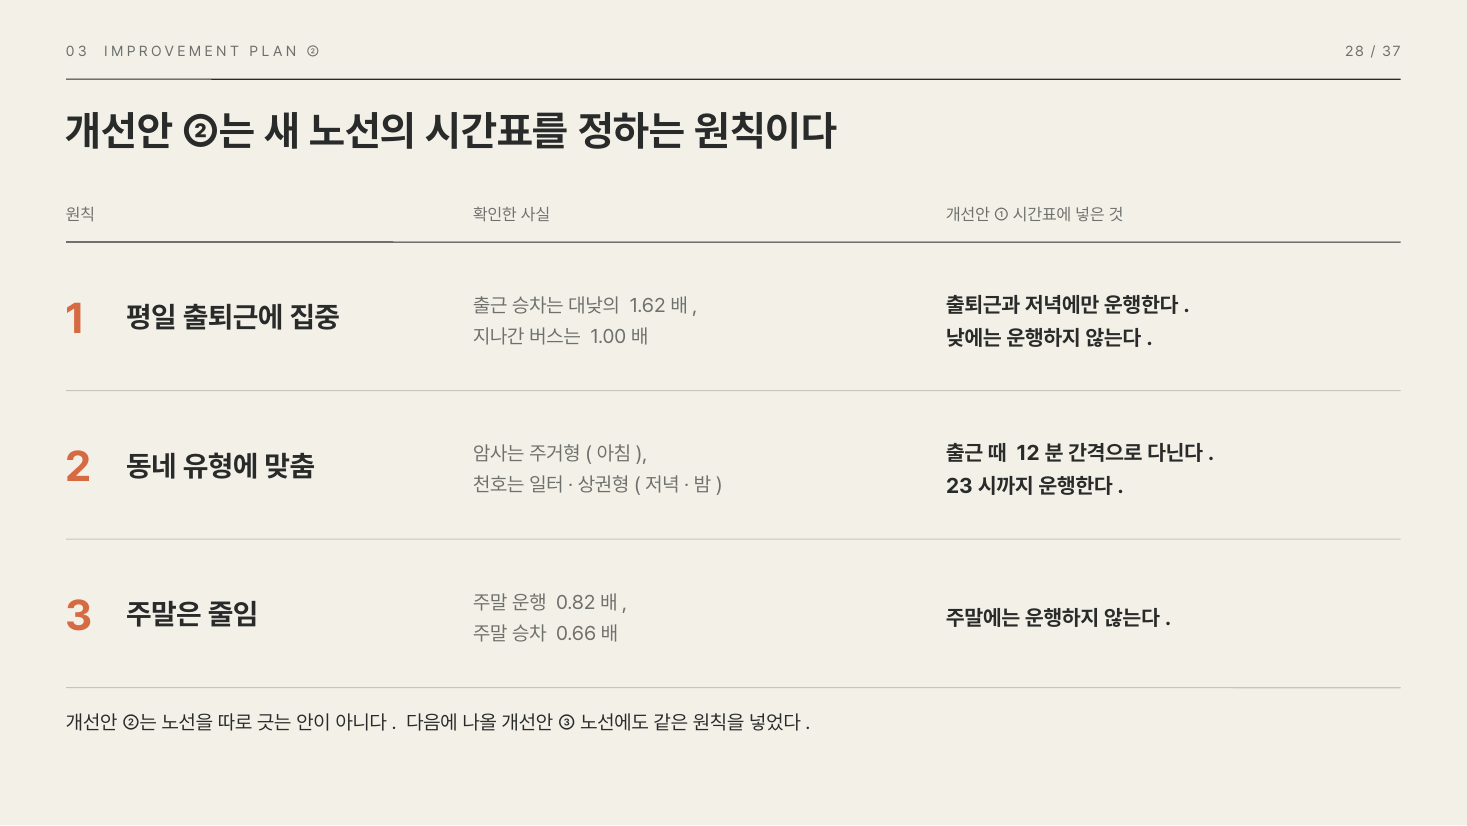 03 IMPROVEMENT PLAN ②
28 / 37
개선안 ②는 새 노선의 시간표를 정하는 원칙이다
원칙
확인한 사실
개선안 ① 시간표에 넣은 것
1 평일 출퇴근에 집중
출근 승차는 대낮의 1.62 배 ,
지나간 버스는 1.00 배
출퇴근과 저녁에만 운행한다 .
낮에는 운행하지 않는다 .
2 동네 유형에 맞춤
암사는 주거형 ( 아침 ),
천호는 일터 · 상권형 ( 저녁 · 밤 )
출근 때 12 분 간격으로 다닌다 .
23 시까지 운행한다 .
3 주말은 줄임
주말 운행 0.82 배 ,
주말 승차 0.66 배
주말에는 운행하지 않는다 .
개선안 ②는 노선을 따로 긋는 안이 아니다 . 다음에 나올 개선안 ③ 노선에도 같은 원칙을 넣었다 .